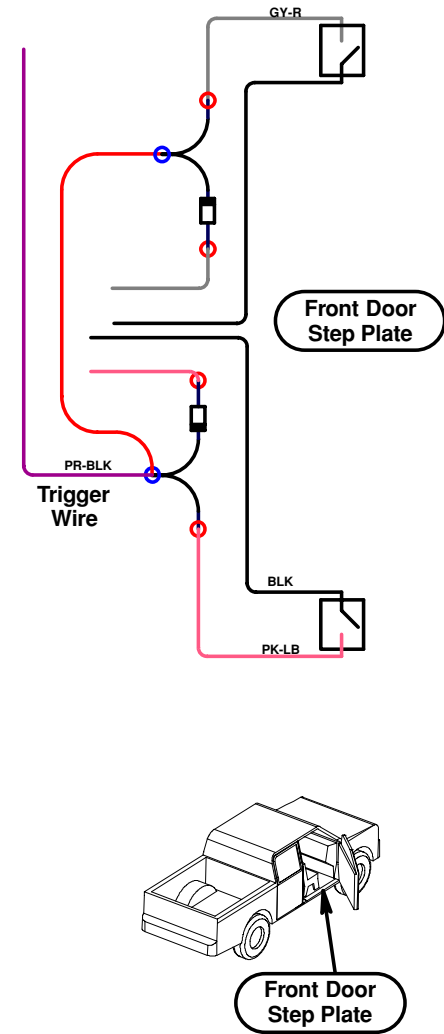 GY-R
Front Door
Step Plate
PR-BLK
Trigger
Wire
BLK
PK-LB
Front Door
Step Plate